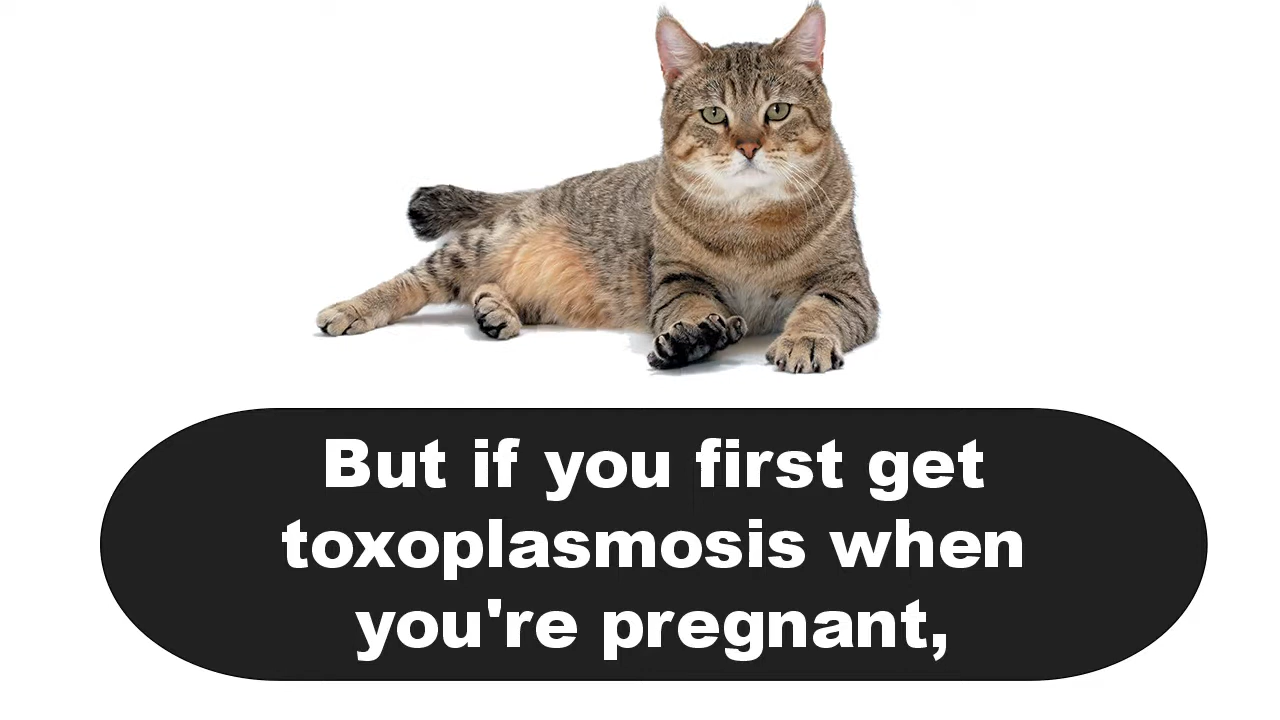 But if you first get
toxoplasmosis when
you're pregnant,